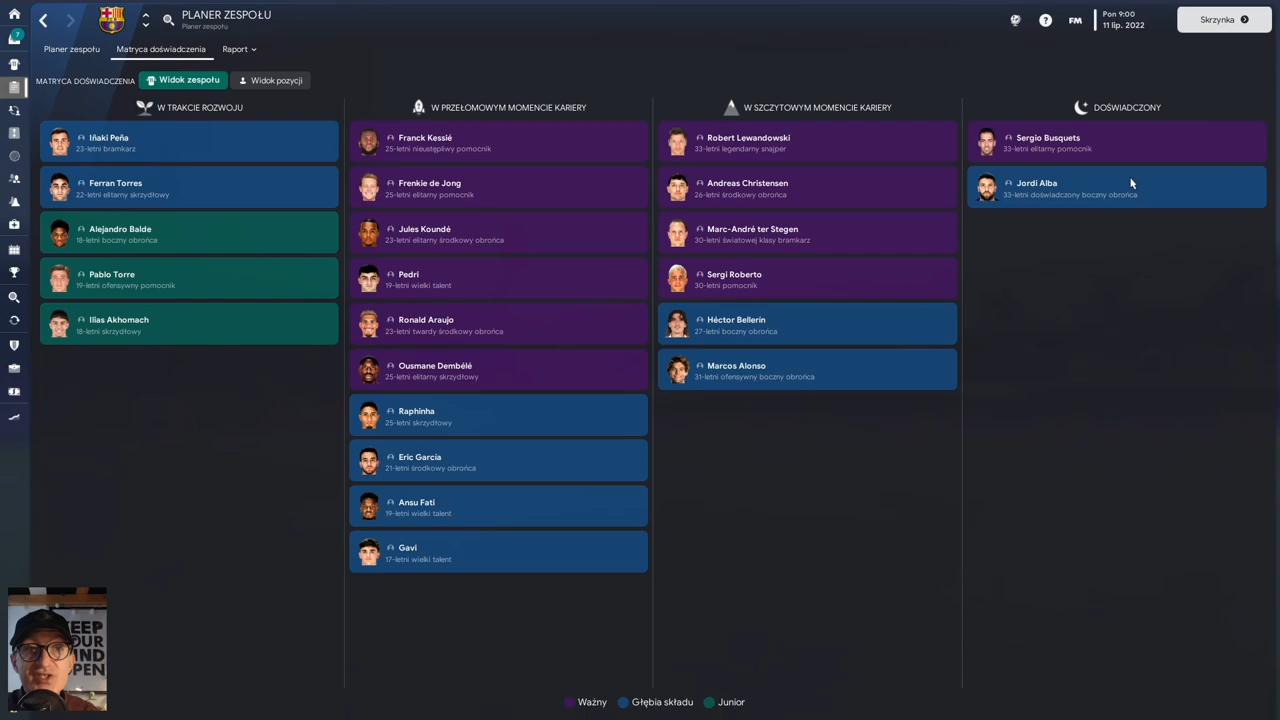 PLANER ZESPOŁU
Planer zespołu
FM
Pon 9:00
11 lip. 2022
Skrzynka
7
Planer zespołu
Matryca doświadczenia
Raport
MATRYCA DOŚWIADCZENIA
Widok zespołu
Widok pozycji
W TRAKCIE ROZWOJU
Iñaki Peña
23-letni bramkarz
Ferran Torres
22-letni elitarny skrzydłowy
Alejandro Balde
18-letni boczny obrońca
Pablo Torre
19-letni ofensywny pomocnik
Ilias Akhomach
18-letni skrzydłowy
W PRZEŁOMOWYM MOMENCIE KARIERY
Franck Kessié
25-letni nieustępliwy pomocnik
Frenkie de Jong
25-letni elitarny pomocnik
Jules Koundé
23-letni elitarny środkowy obrońca
Pedri
19-letni wielki talent
Ronald Araujo
23-letni twardy środkowy obrońca
Ousmane Dembélé
25-letni elitarny skrzydłowy
Raphinha
25-letni skrzydłowy
Eric García
21-letni środkowy obrońca
Ansu Fati
19-letni wielki talent
Gavi
17-letni wielki talent
W SZCZYTOWYM MOMENCIE KARIERY
Robert Lewandowski
33-letni legendarny snajper
Andreas Christensen
26-letni środkowy obrońca
Marc-André ter Stegen
30-letni światowej klasy bramkarz
Sergi Roberto
30-letni pomocnik
Héctor Bellerín
27-letni boczny obrońca
Marcos Alonso
31-letni ofensywny boczny obrońca
DOŚWIADCZONY
Sergio Busquets
33-letni elitarny pomocnik
Jordi Alba
33-letni doświadczony boczny obrońca
KEEP
YOUR
MIND
OPEN
Ważny
Głębia składu
Junior